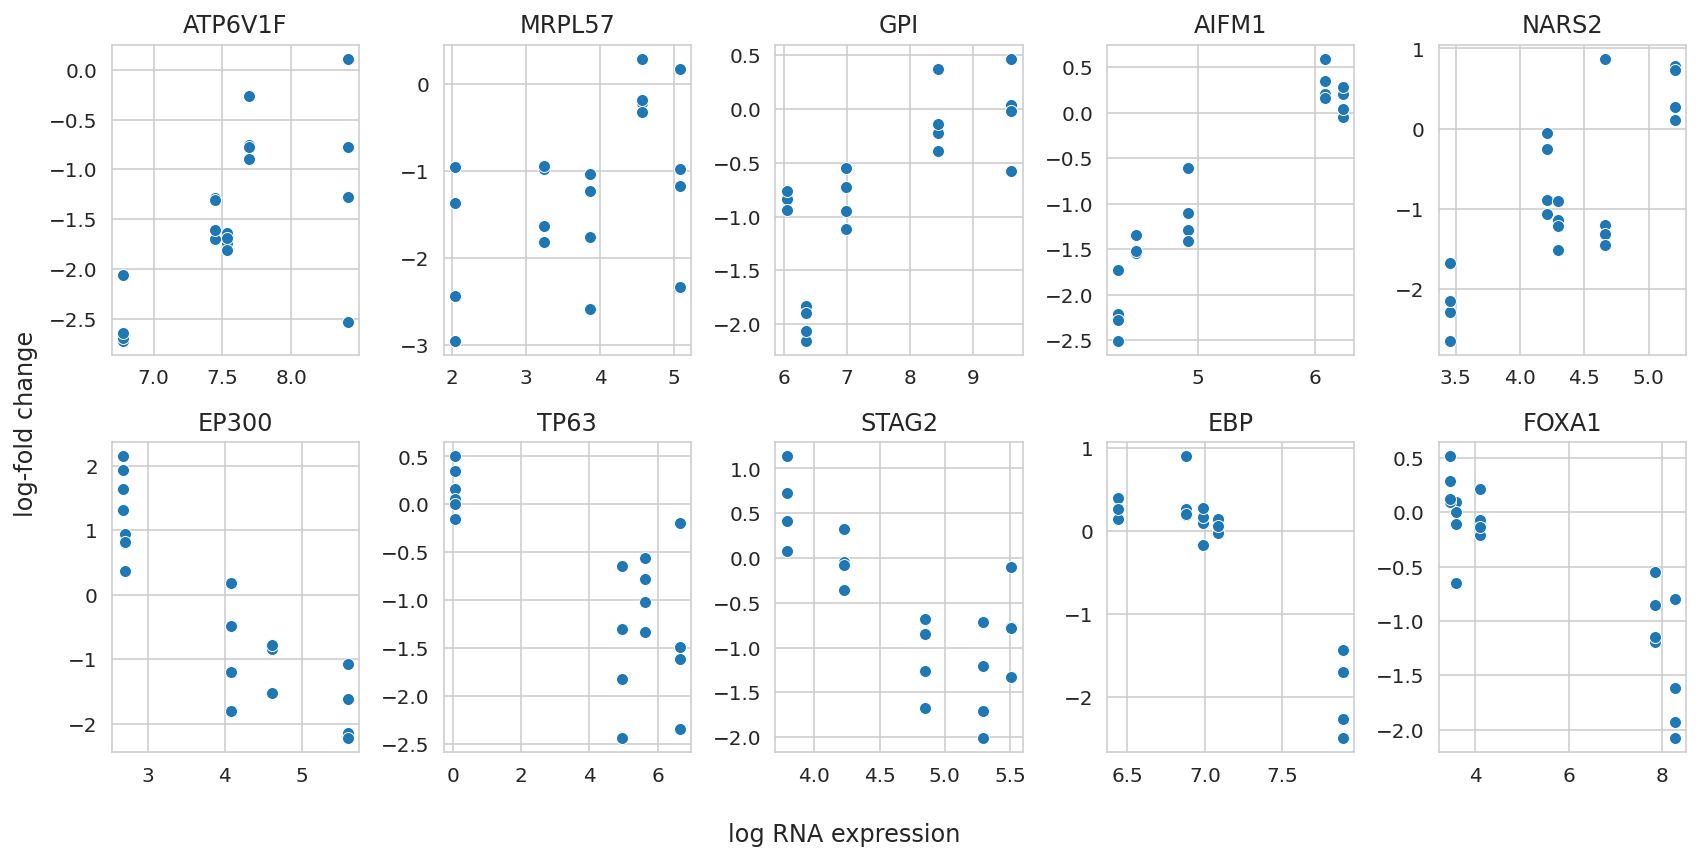 ATP6V1F MRPL57 GPI AIFM1 NARS2
0.0 −0.5 −1.0 −1.5 −2.0 −2.5
7.0 7.5 8.0
0 −1 −2 −3
2 3 4 5
0.5 0.0 −0.5 −1.0 −1.5 −2.0
6 7 8 9
0.5 0.0 −0.5 −1.0 −1.5 −2.0 −2.5
5 6
1 0 −1 −2
3.5 4.0 4.5 5.0
log-fold change
EP300 TP63 STAG2 EBP FOXA1
2 1 0 −1 −2
3 4 5
0.5 0.0 −0.5 −1.0 −1.5 −2.0 −2.5
0 2 4 6
1.0 0.5 0.0 −0.5 −1.0 −1.5 −2.0
4.0 4.5 5.0 5.5
1 0 −1 −2
6.5 7.0 7.5
0.5 0.0 −0.5 −1.0 −1.5 −2.0
4 6 8
log RNA expression